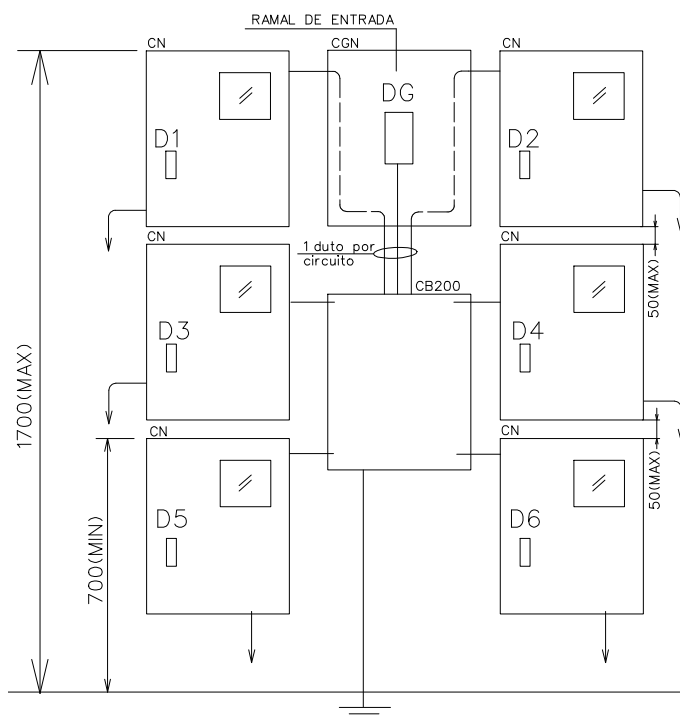 RAMAL DE ENTRADA
CN
CGN
CN
DG
D1
D2
CN
1 duto por
circuito
CN
CB200
50(MAX)
D3
D4
1700(MAX)
CN
CN
50(MAX)
D5
D6
700(MIN)